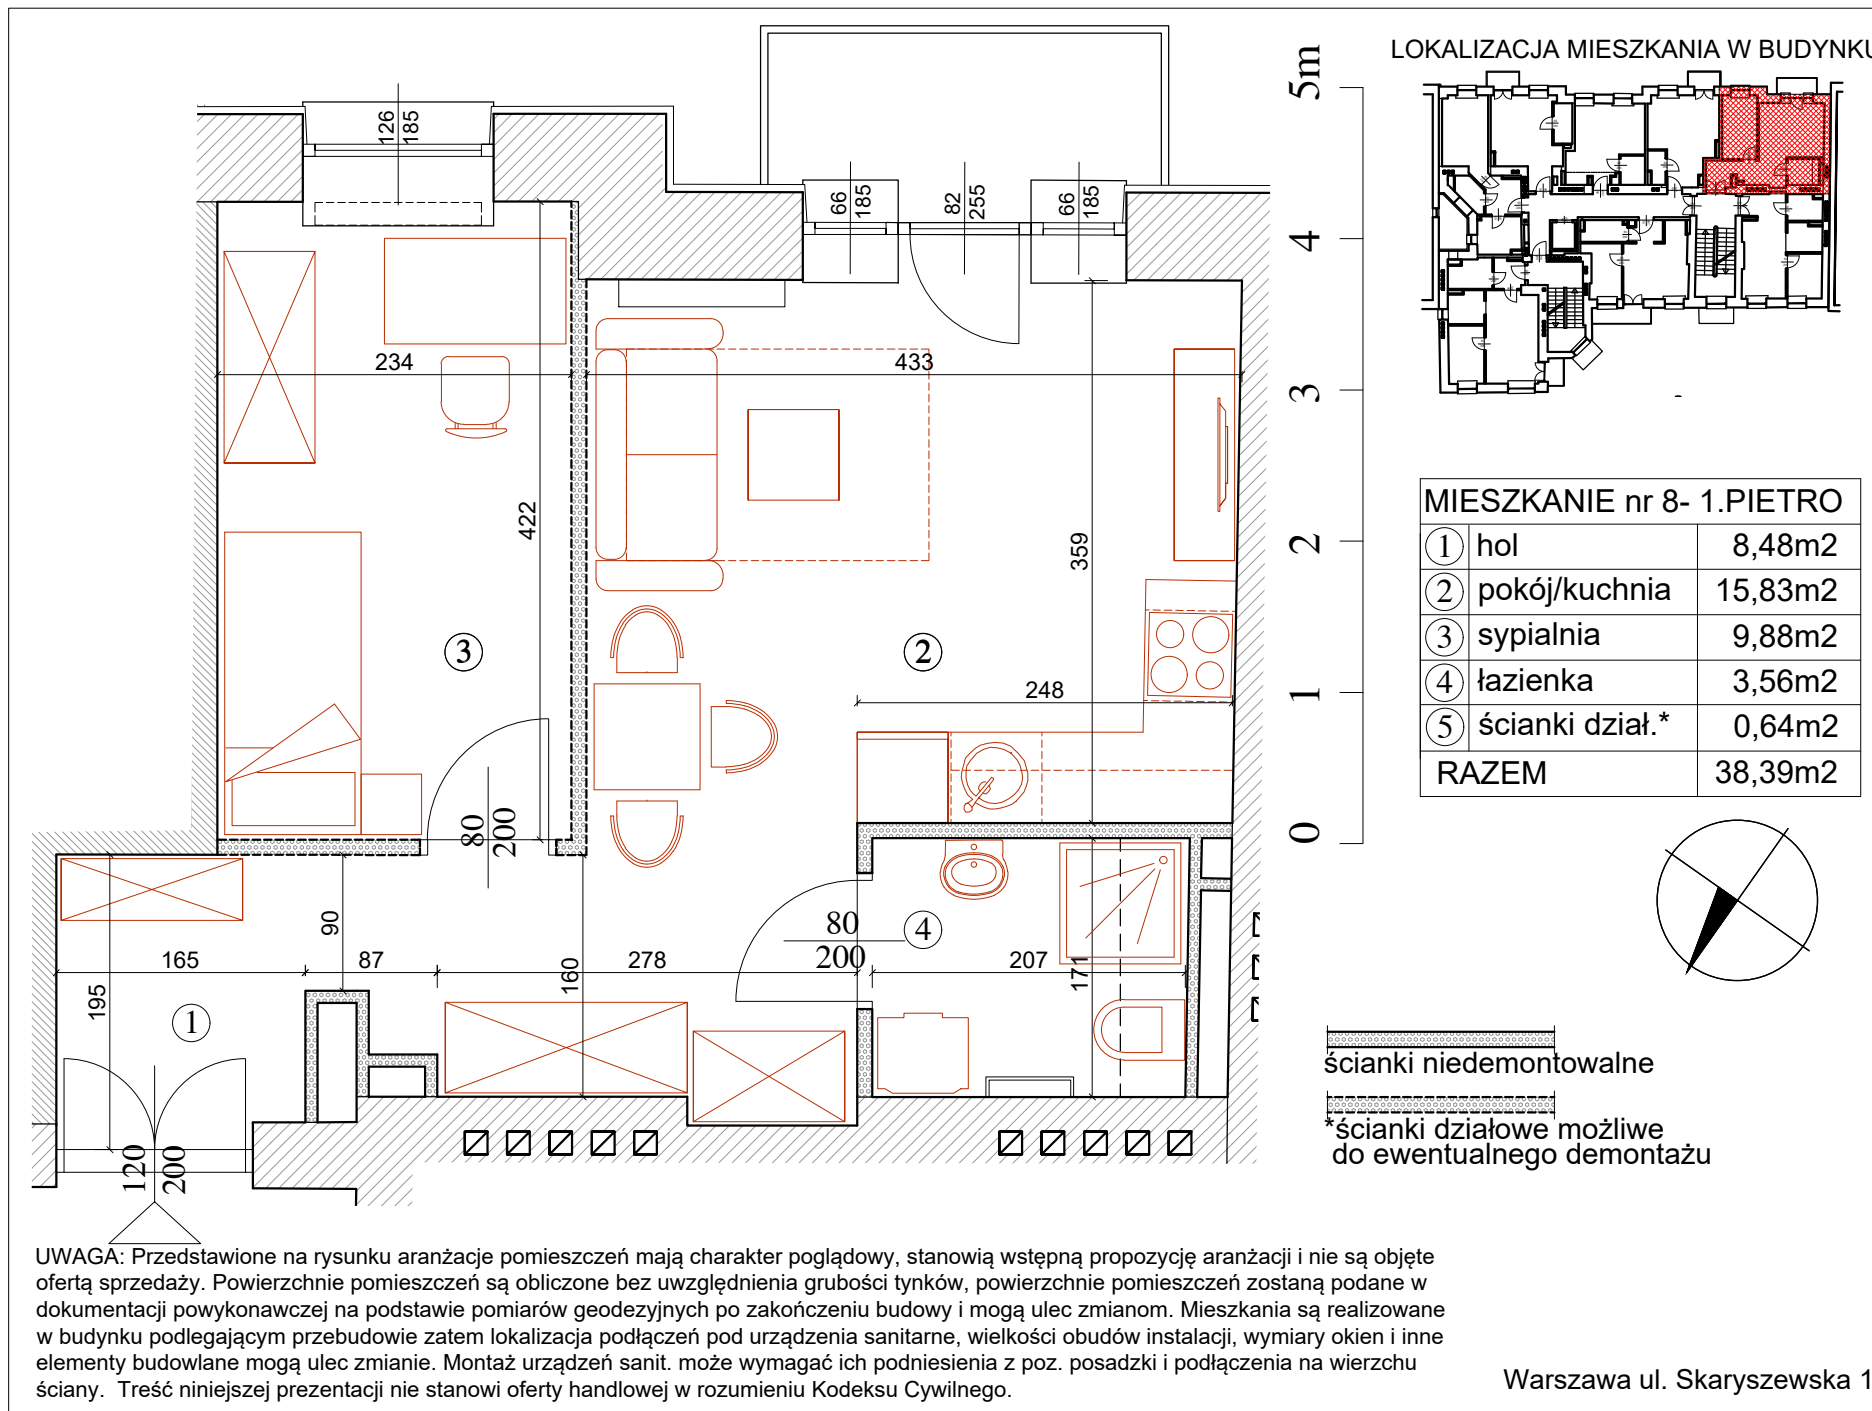 LOKALIZACJA MIESZKANIA W BUDYNKU
126
185
66
185
82
255
66
185
5m
4
3
2
1
0
234
433
422
359
3
2
248
80
200
80
200
4
90
165
87
278
160
207
171
195
1
120
200
MIESZKANIE nr 8- 1.PIETRO
1 hol 8,48m2
2 pokój/kuchnia 15,83m2
3 sypialnia 9,88m2
4 łazienka 3,56m2
5 ścianki dział.* 0,64m2
RAZEM 38,39m2
ścianki niedemontowalne
*ścianki działowe możliwe
do ewentualnego demontażu
UWAGA: Przedstawione na rysunku aranżacje pomieszczeń mają charakter poglądowy, stanowią wstępną propozycję aranżacji i nie są objęte
ofertą sprzedaży. Powierzchnie pomieszczeń są obliczone bez uwzględnienia grubości tynków, powierzchnie pomieszczeń zostaną podane w
dokumentacji powykonawczej na podstawie pomiarów geodezyjnych po zakończeniu budowy i mogą ulec zmianom. Mieszkania są realizowane
w budynku podlegającym przebudowie zatem lokalizacja podłączeń pod urządzenia sanitarne, wielkości obudów instalacji, wymiary okien i inne
elementy budowlane mogą ulec zmianie. Montaż urządzeń sanit. może wymagać ich podniesienia z poz. posadzki i podłączenia na wierzchu
ściany. Treść niniejszej prezentacji nie stanowi oferty handlowej w rozumieniu Kodeksu Cywilnego.
Warszawa ul. Skaryszewska 1